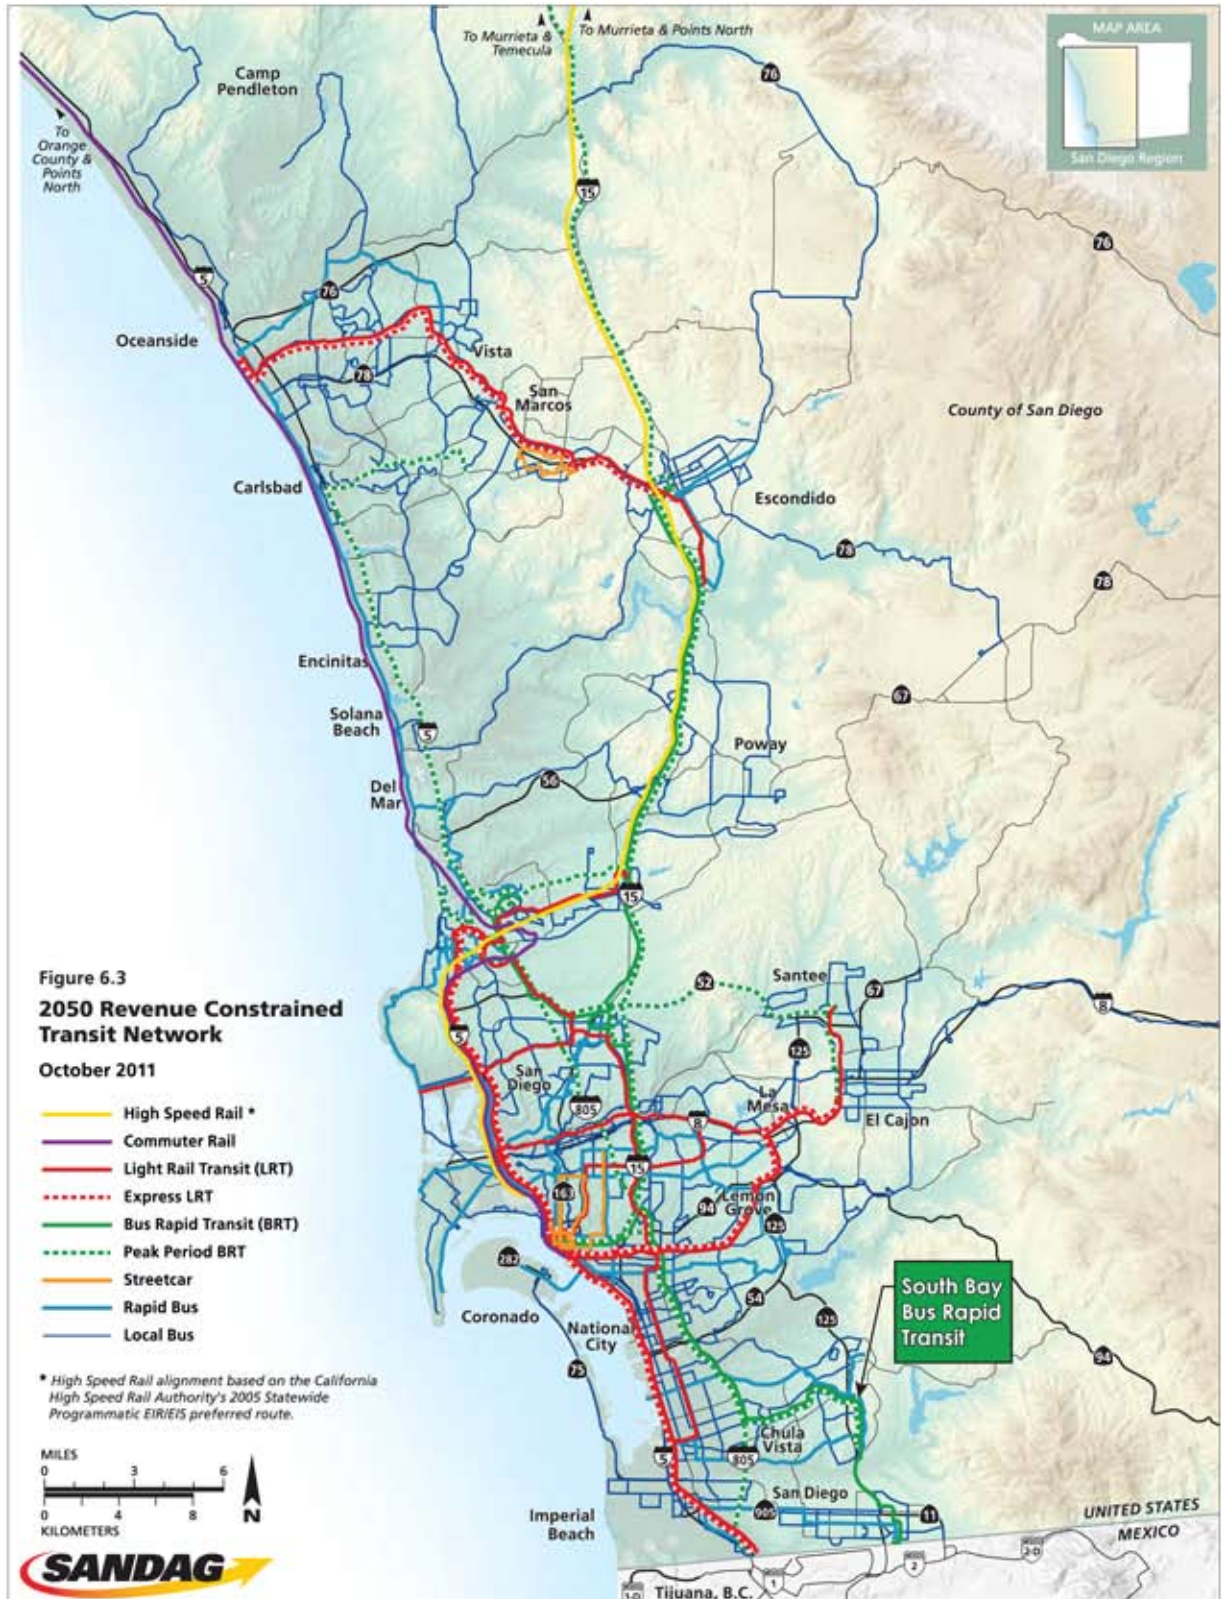 To Murrieta &
Temecula
To Murrieta & Points North
MAP AREA
San Diego Region
Camp
Pendleton
76
To
Orange
County &
Points
North
15
76
5
76
Oceanside
Vista
78
San
Marcos
County of San Diego
Carlsbad
Escondido
78
78
Encinitas
67
Solana
Beach
5
Poway
56
Del
Mar
15
Santee
52
67
8
Figure 6.3
2050 Revenue Constrained
Transit Network
October 2011
5
125
San
Diego
La
Mesa
805
8
El Cajon
High Speed Rail *
Commuter Rail
Light Rail Transit (LRT)
Express LRT
Bus Rapid Transit (BRT)
Peak Period BRT
Streetcar
Rapid Bus
Local Bus
15
163
94
Lemon
Grove
125
282
South Bay
Bus Rapid
Transit
54
125
Coronado
National
City
94
75
* High Speed Rail alignment based on the California
High Speed Rail Authority's 2005 Statewide
Programmatic EIR/EIS preferred route.
Chula
Vista
5
805
MILES
0 3 6
0 4 8
KILOMETERS
N
San Diego
905
11
Imperial
Beach
UNITED STATES
MEXICO
2-D
2
1
1-D
Tijuana, B.C.
SANDAG